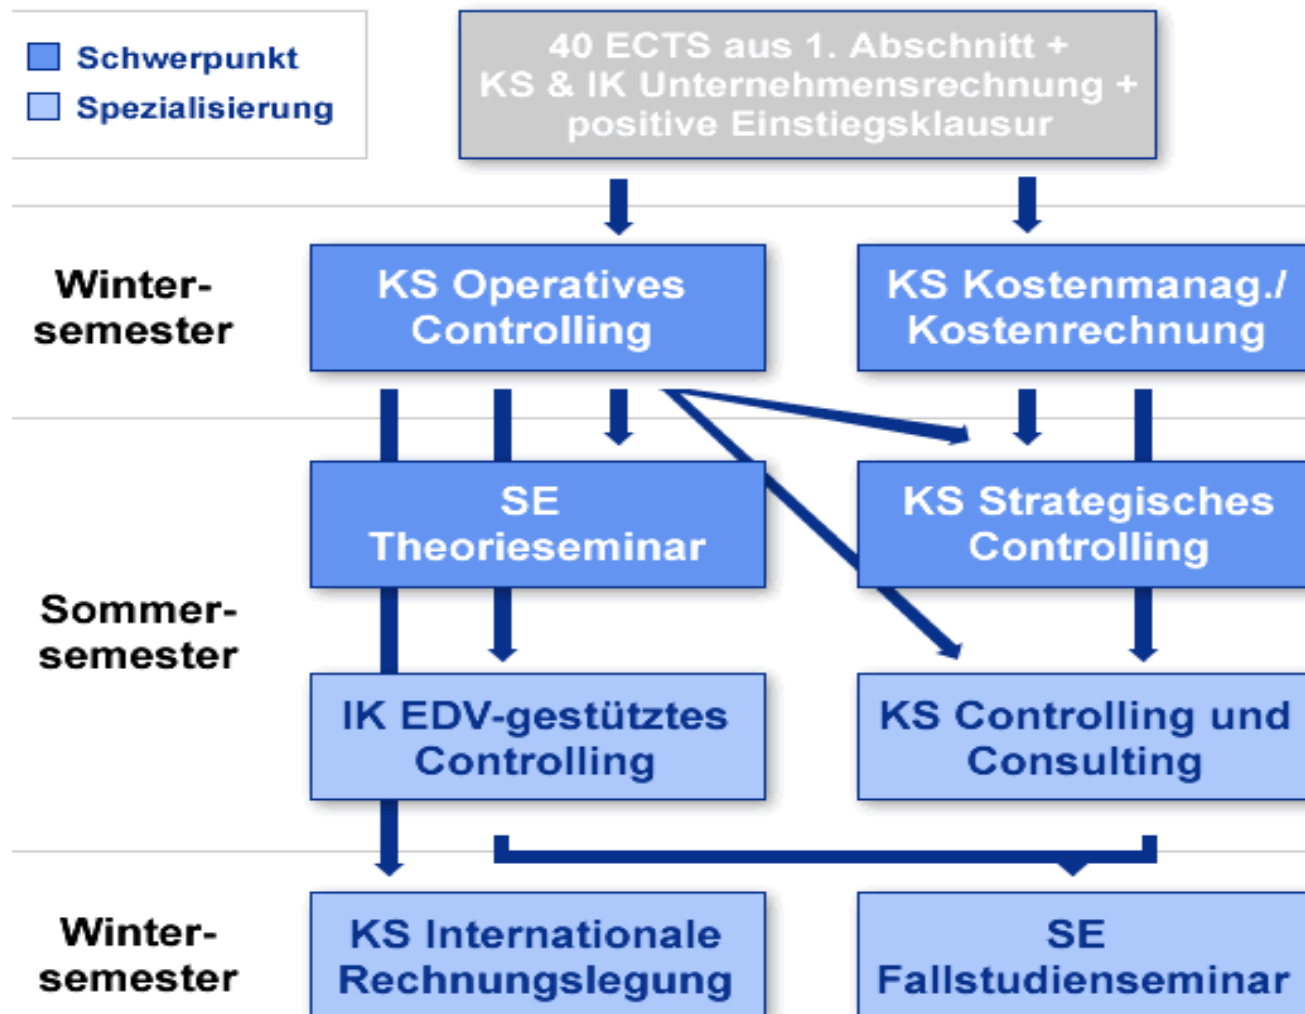 Schwerpunkt
Spezialisierung
40 ECTS aus 1. Abschnitt +
KS & IK Unternehmensrechnung +
positive Einstiegsklausur
Winter-
semester
KS Operatives
Controlling
KS Kostenmanag./
Kostenrechnung
Sommer-
semester
SE
Theorieseminar
KS Strategisches
Controlling
IK EDV-gestütztes
Controlling
KS Controlling und
Consulting
Winter-
semester
KS Internationale
Rechnungslegung
SE
Fallstudienseminar